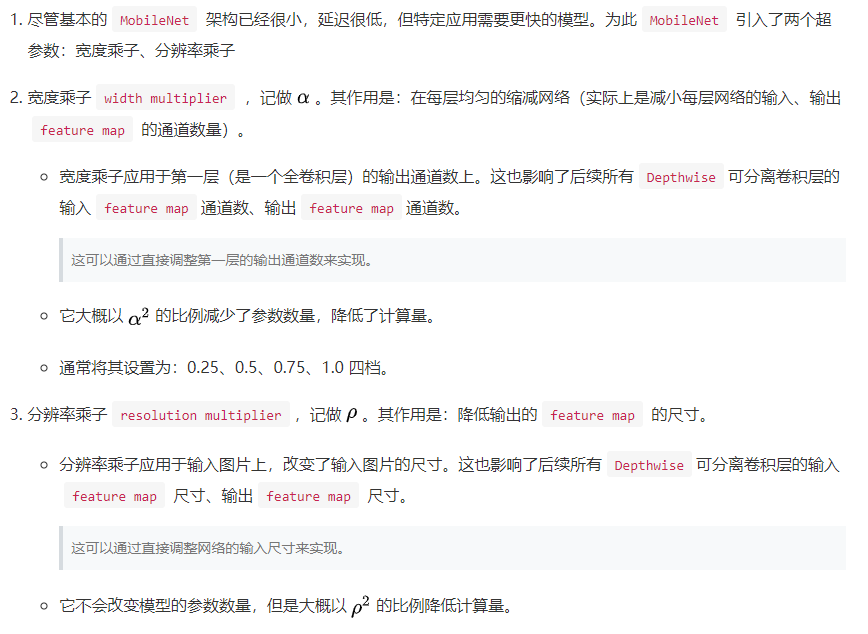 1. 尽管基本的 MobileNet 架构已经很小，延迟很低，但特定应用需要更快的模型。为此 MobileNet 引入了两个超
参数：宽度乘子、分辨率乘子
2. 宽度乘子 width multiplier ，记做 α 。其作用是：在每层均匀的缩减网络（实际上是减小每层网络的输入、输出
feature map 的通道数量）。
○ 宽度乘子应用于第一层（是一个全卷积层）的输出通道数上。这也影响了后续所有 Depthwise 可分离卷积层的
输入 feature map 通道数、输出 feature map 通道数。
这可以通过直接调整第一层的输出通道数来实现。
○ 它大概以 α² 的比例减少了参数数量，降低了计算量。
○ 通常将其设置为：0.25、0.5、0.75、1.0 四档。
3. 分辨率乘子 resolution multiplier ，记做 ρ 。其作用是：降低输出的 feature map 的尺寸。
○ 分辨率乘子应用于输入图片上，改变了输入图片的尺寸。这也影响了后续所有 Depthwise 可分离卷积层的输入
feature map 尺寸、输出 feature map 尺寸。
这可以通过直接调整网络的输入尺寸来实现。
○ 它不会改变模型的参数数量，但是大概以 ρ² 的比例降低计算量。